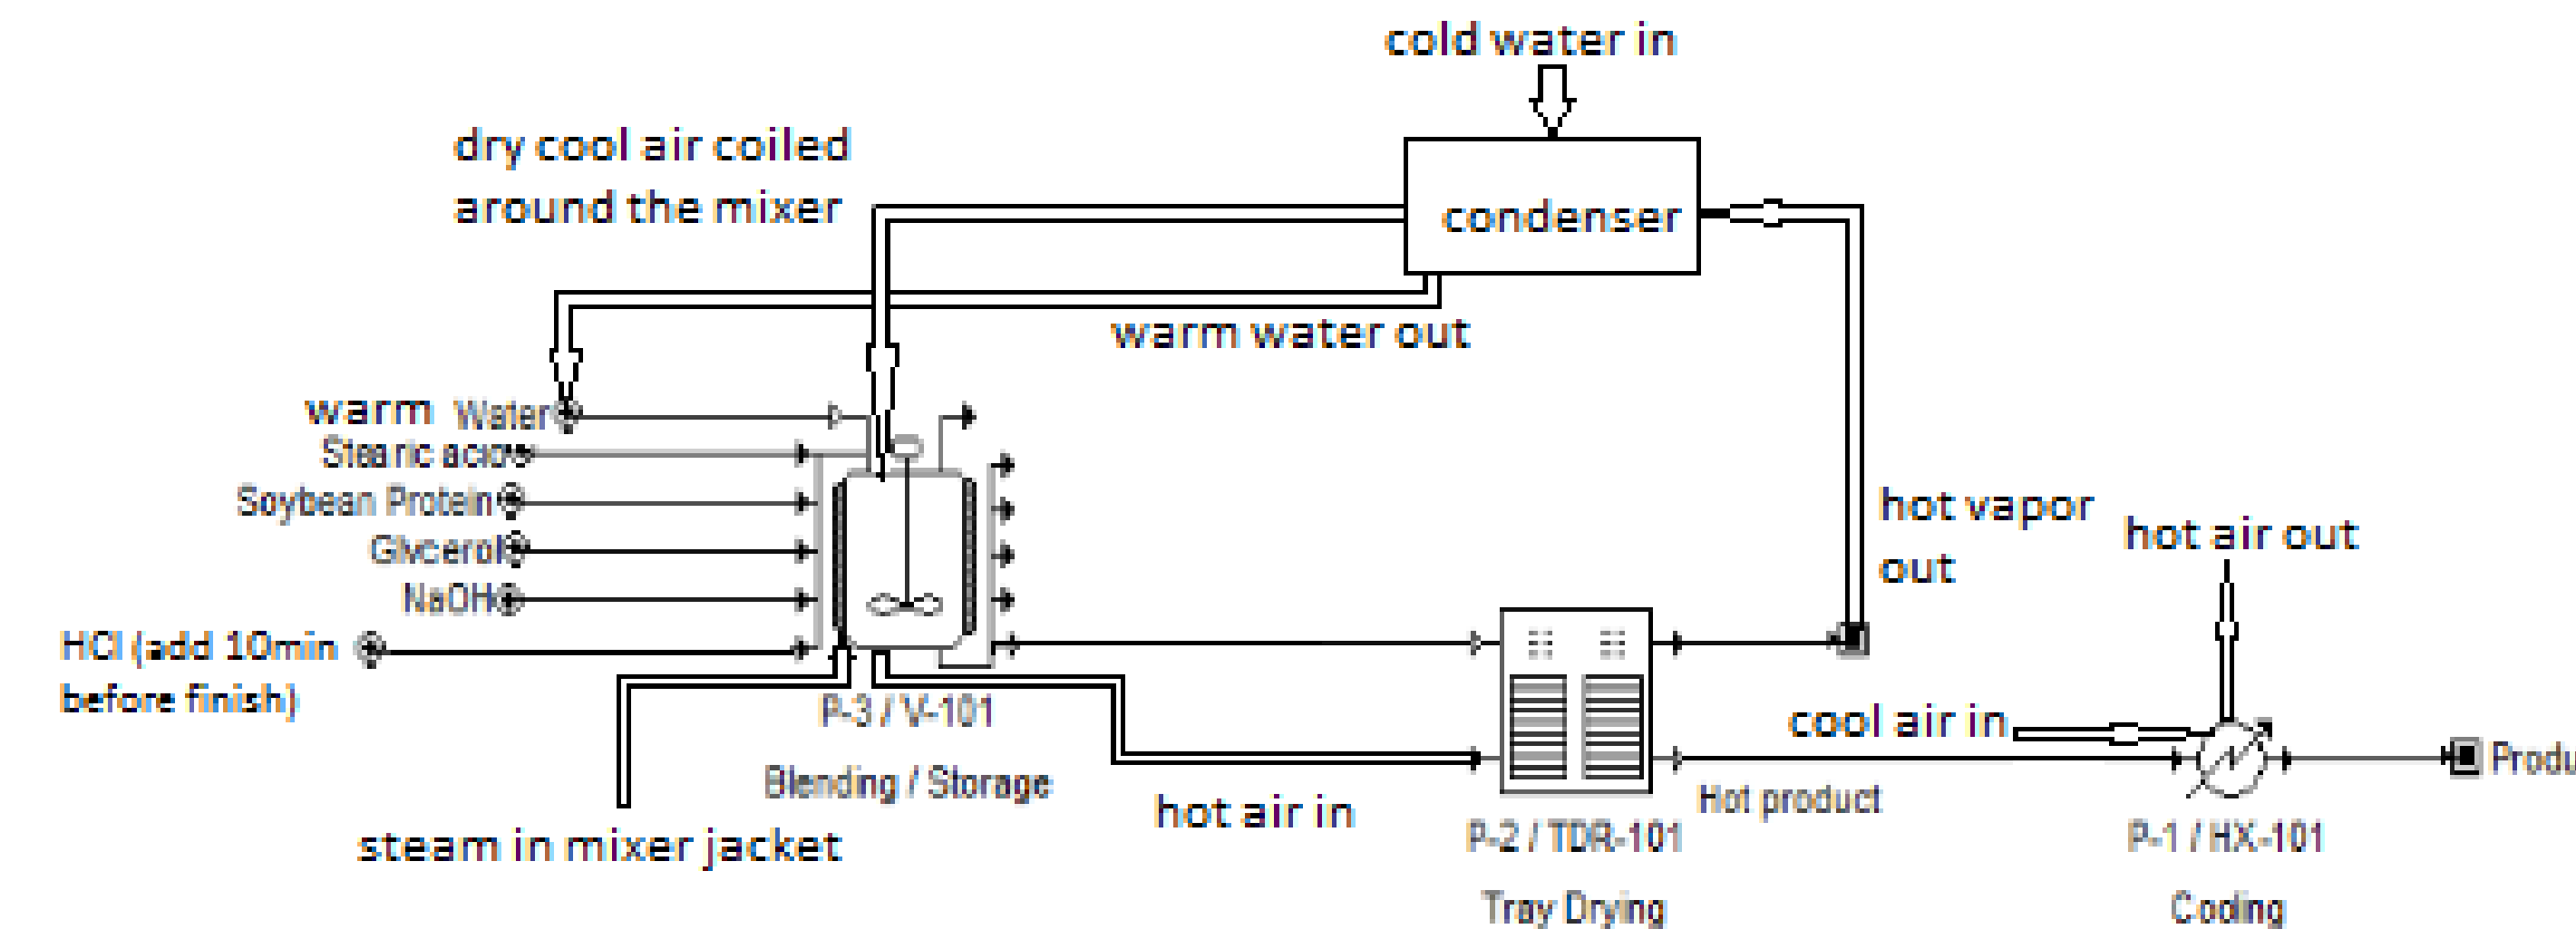 cold water in
dry cool air coiled
around the mixer
condenser
warm water out
warm Water
Stearic acid
Soybean Protein
Glycerol
NaOH
HCl (add 10min
before finish)
P-3 / V-101
Blending / Storage
steam in mixer jacket
hot air in
hot vapor
out
hot air out
cool air in
Hot product
P-2 / TDR-101
Tray Drying
P-1 / HX-101
Cooling
Produ